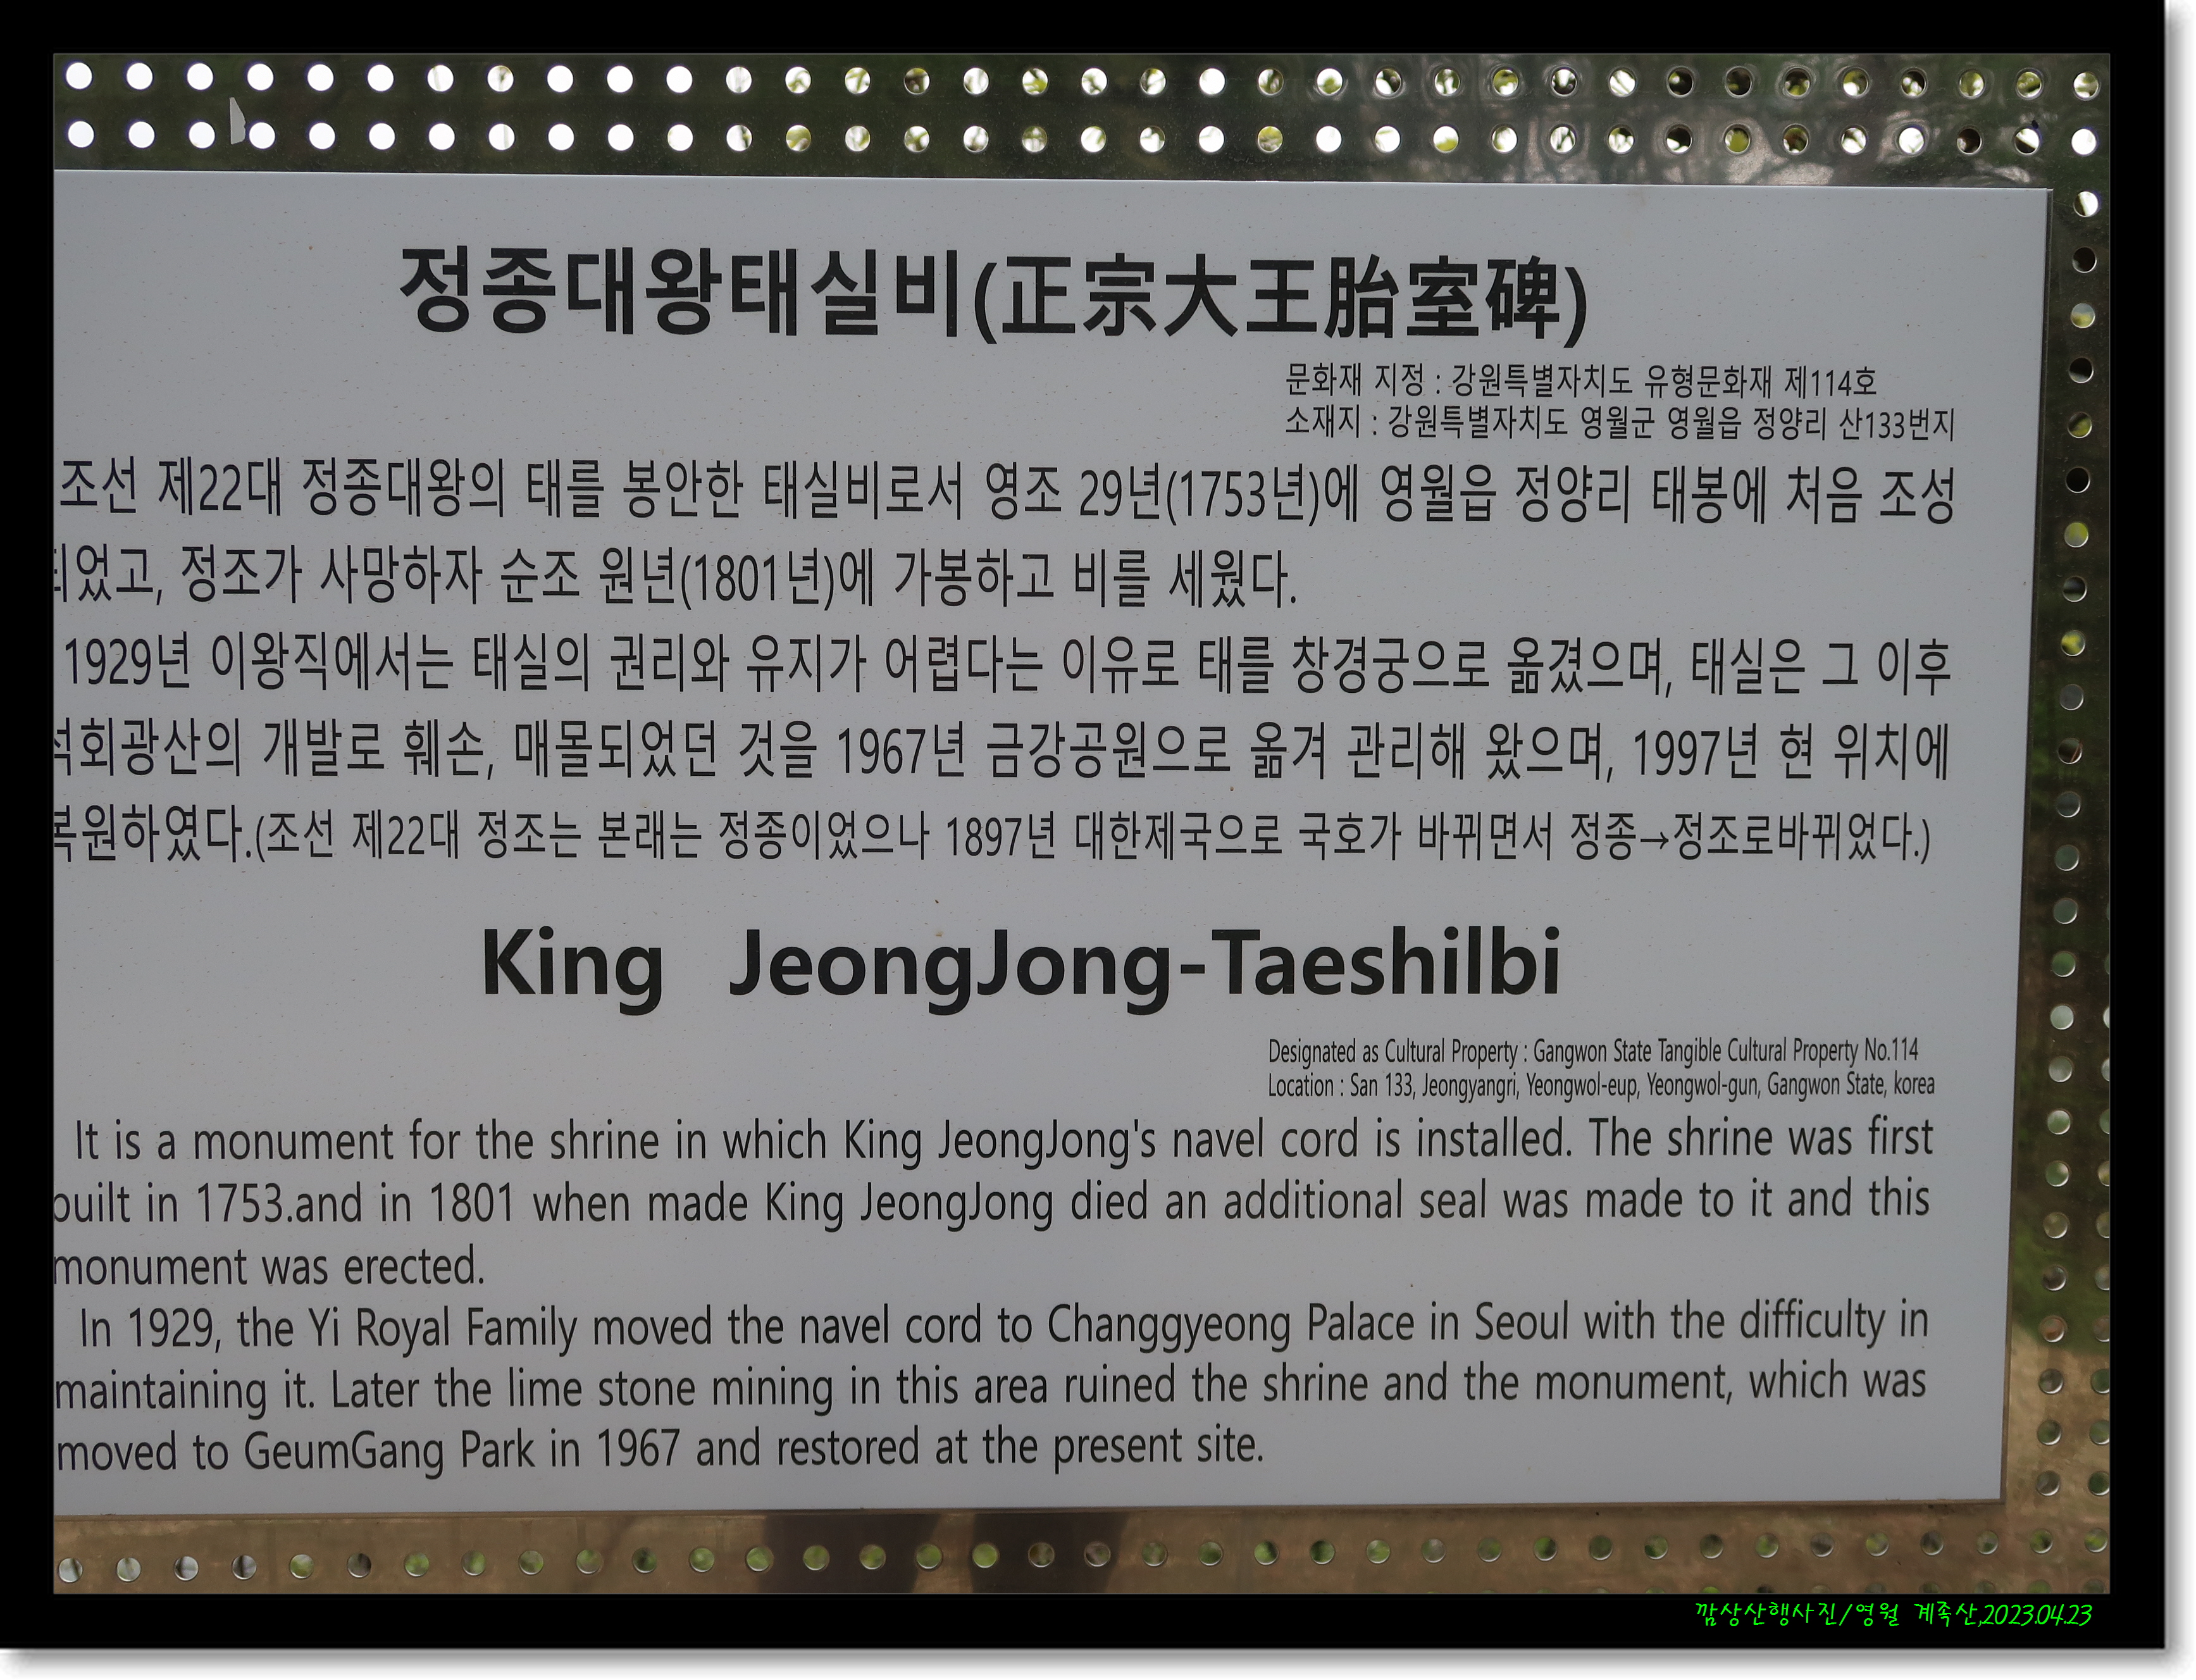 정종대왕태실비(正宗大王胎室碑)
문화재 지정 : 강원특별자치도 유형문화재 제114호
소재지 : 강원특별자치도 영월군 영월읍 정양리 산133번지
조선 제22대 정종대왕의 태를 봉안한 태실비로서 영조 29년(1753년)에 영월읍 정양리 태봉에 처음 조성
되었고, 정조가 사망하자 순조 원년(1801년)에 가봉하고 비를 세웠다.
1929년 이왕직에서는 태실의 권리와 유지가 어렵다는 이유로 태를 창경궁으로 옮겼으며, 태실은 그 이후
석회광산의 개발로 훼손, 매몰되었던 것을 1967년 금강공원으로 옮겨 관리해 왔으며, 1997년 현 위치에
복원하였다.(조선 제22대 정조는 본래는 정종이었으나 1897년 대한제국으로 국호가 바뀌면서 정종→정조로바뀌었다.)
King JeongJong-Taeshilbi
Designated as Cultural Property : Gangwon State Tangible Cultural Property No.114
Location : San 133, Jeongyangri, Yeongwol-eup, Yeongwol-gun, Gangwon State, korea
It is a monument for the shrine in which King JeongJong's navel cord is installed. The shrine was first
built in 1753.and in 1801 when made King JeongJong died an additional seal was made to it and this
monument was erected.
In 1929, the Yi Royal Family moved the navel cord to Changgyeong Palace in Seoul with the difficulty in
maintaining it. Later the lime stone mining in this area ruined the shrine and the monument, which was
moved to GeumGang Park in 1967 and restored at the present site.
깜상산행사진/영월 계족산,2023.04.23